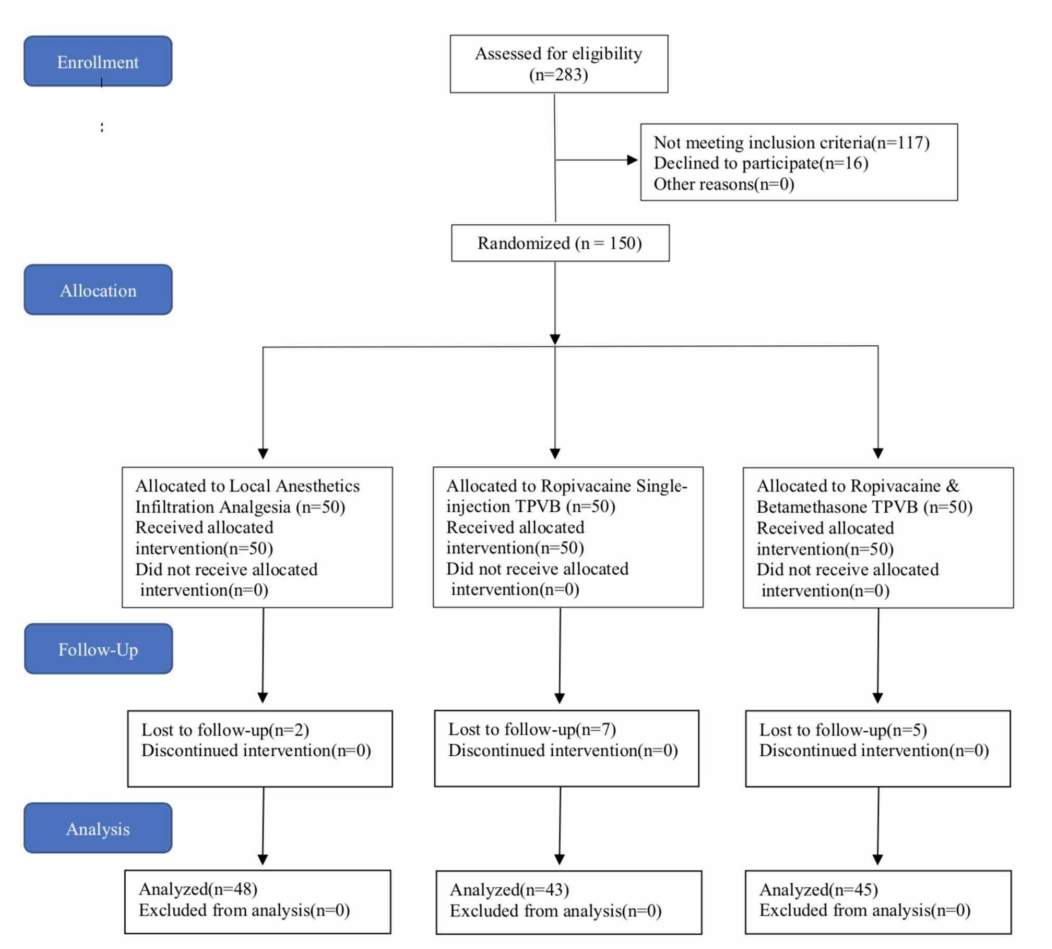 Enrollment
Assessed for eligibility
(n=283)
Not meeting inclusion criteria(n=117)
Declined to participate(n=16)
Other reasons(n=0)
Randomized (n = 150)
Allocation
Allocated to Local Anesthetics
Infiltration Analgesia (n=50)
Received allocated
intervention(n=50)
Did not receive allocated
intervention(n=0)
Allocated to Ropivacaine Single-
injection TPVB (n=50)
Received allocated
intervention(n=50)
Did not receive allocated
intervention(n=0)
Allocated to Ropivacaine &
Betamethasone TPVB (n=50)
Received allocated
intervention(n=50)
Did not receive allocated
intervention(n=0)
Follow-Up
Lost to follow-up(n=2)
Discontinued intervention(n=0)
Lost to follow-up(n=7)
Discontinued intervention(n=0)
Lost to follow-up(n=5)
Discontinued intervention(n=0)
Analysis
Analyzed(n=48)
Excluded from analysis(n=0)
Analyzed(n=43)
Excluded from analysis(n=0)
Analyzed(n=45)
Excluded from analysis(n=0)